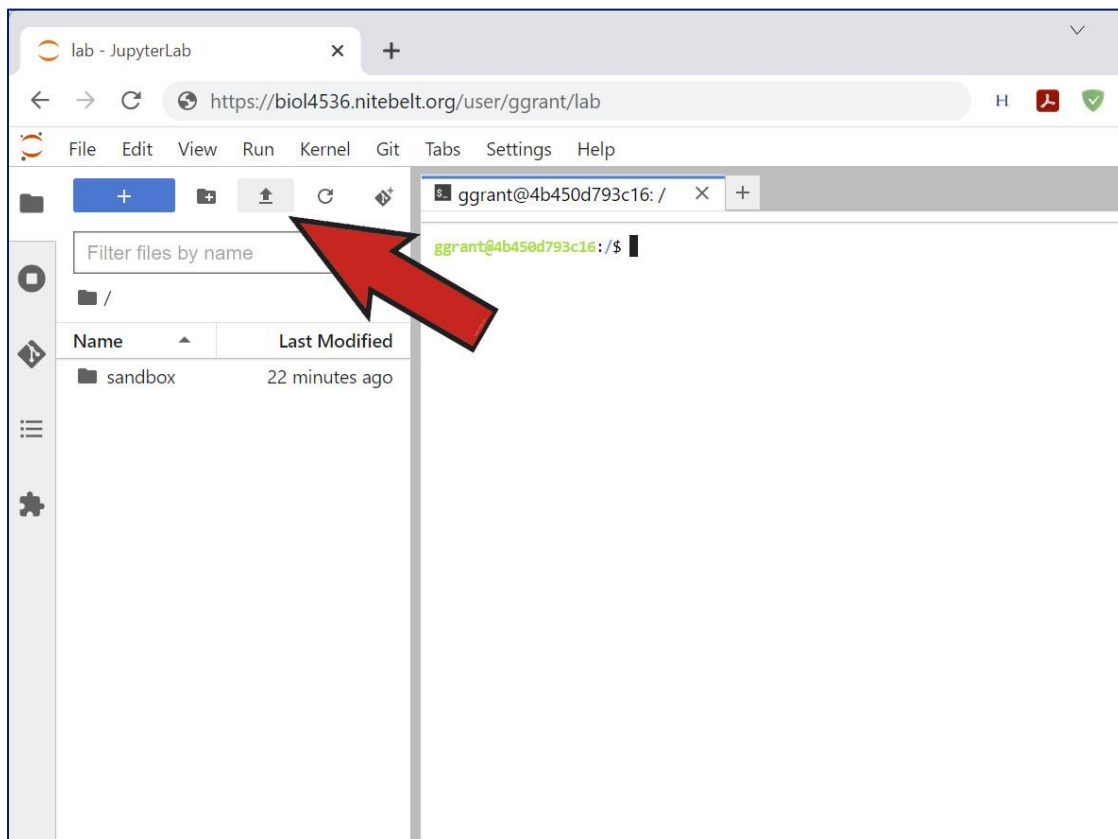 lab - JupyterLab
https://biol4536.nitebelt.org/user/ggrant/lab
H
File Edit View Run Kernel Git Tabs Settings Help
+
$_ ggrant@4b450d793c16: /
Filter files by name
/
Name Last Modified
sandbox 22 minutes ago
ggrant@4b450d793c16:/$